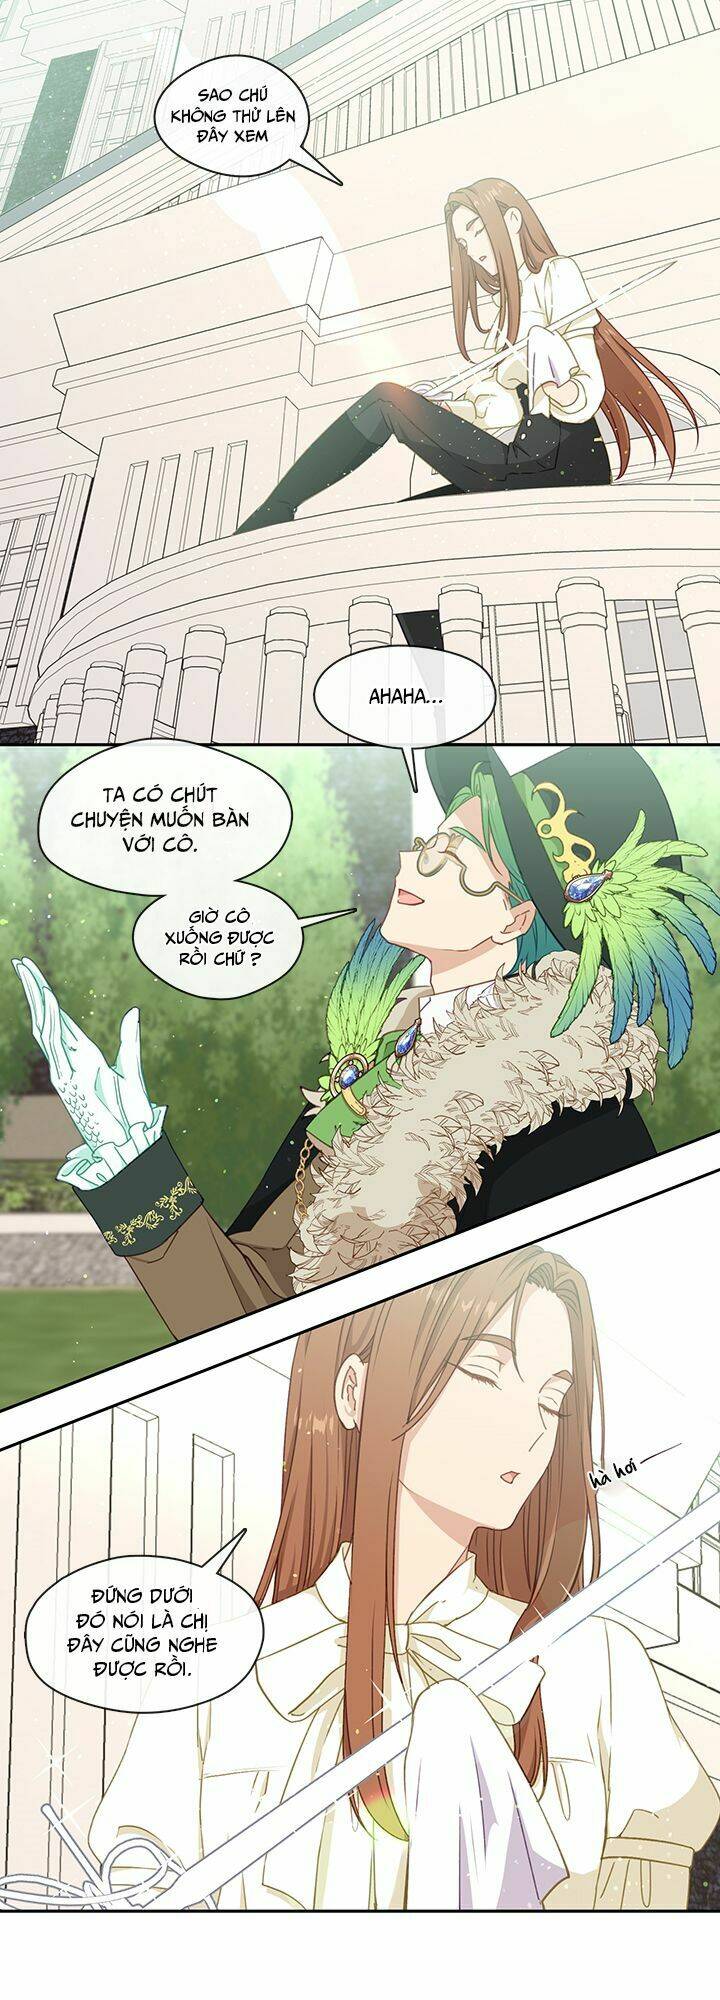 SAO CHÚ
KHÔNG THỬ LÊN
ĐÂY XEM
AHAHA...
TA CÓ CHÚT
CHUYỆN MUỐN BÀN
VỚI CÔ.
GIỜ CÔ
XUỐNG ĐƯỢC
RỒI CHỨ ?
hà hơi
ĐỨNG DƯỚI
ĐÓ NÓI LÀ CHỊ
ĐÂY CŨNG NGHE
ĐƯỢC RỒI.